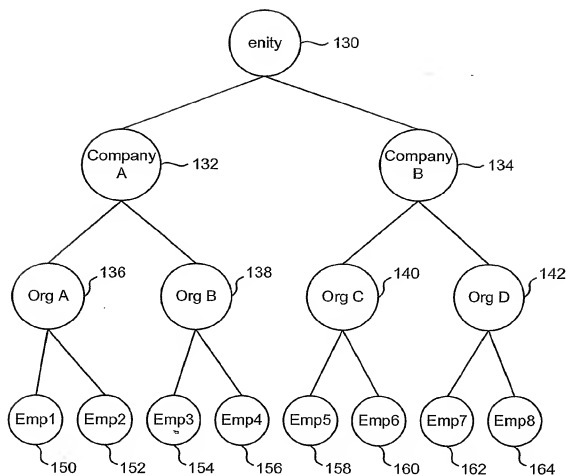 enity
130
Company
A
132
Company
B
134
136
138
140
142
Org A
Org B
Org C
Org D
Emp1
Emp2
Emp3
Emp4
Emp5
Emp6
Emp7
Emp8
150
152
154
156
158
160
162
164